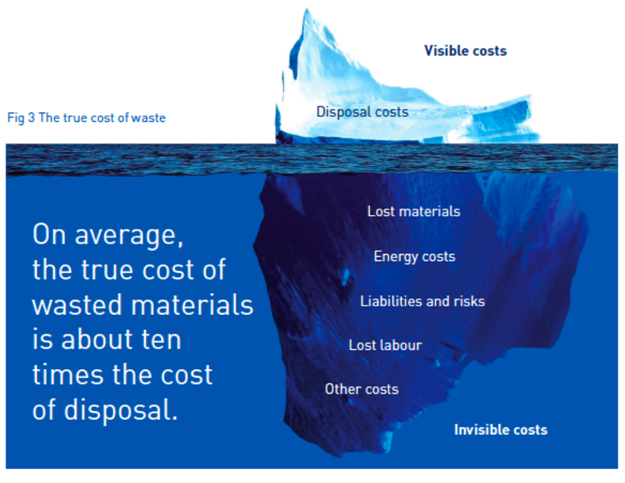 Visible costs
Disposal costs
Fig 3 The true cost of waste
On average,
the true cost of
wasted materials
is about ten
times the cost
of disposal.
Lost materials
Energy costs
Liabilities and risks
Lost labour
Other costs
Invisible costs